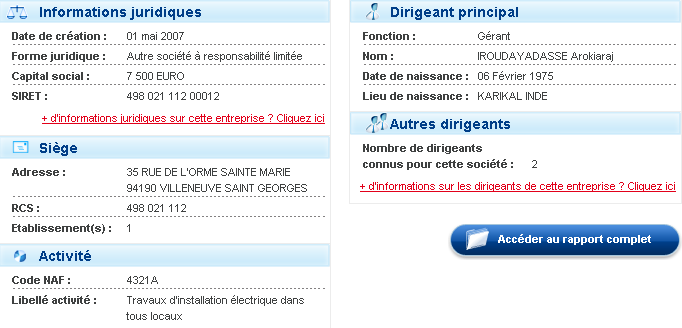 Informations juridiques
Date de création : 01 mai 2007
Forme juridique : Autre société à responsabilité limitée
Capital social : 7 500 EURO
SIRET : 498 021 112 00012
+ d'informations juridiques sur cette entreprise ? Cliquez ici
Siège
Adresse : 35 RUE DE L'ORME SAINTE MARIE
94190 VILLENEUVE SAINT GEORGES
RCS : 498 021 112
Etablissement(s) : 1
Activité
Code NAF : 4321A
Libellé activité : Travaux d'installation électrique dans
tous locaux
Dirigeant principal
Fonction : Gérant
Nom : IROUDAYADASSE Arokiaraj
Date de naissance : 06 Février 1975
Lieu de naissance : KARIKAL INDE
Autres dirigeants
Nombre de dirigeants
connus pour cette société : 2
+ d'informations sur les dirigeants de cette entreprise ? Cliquez ici
Accéder au rapport complet